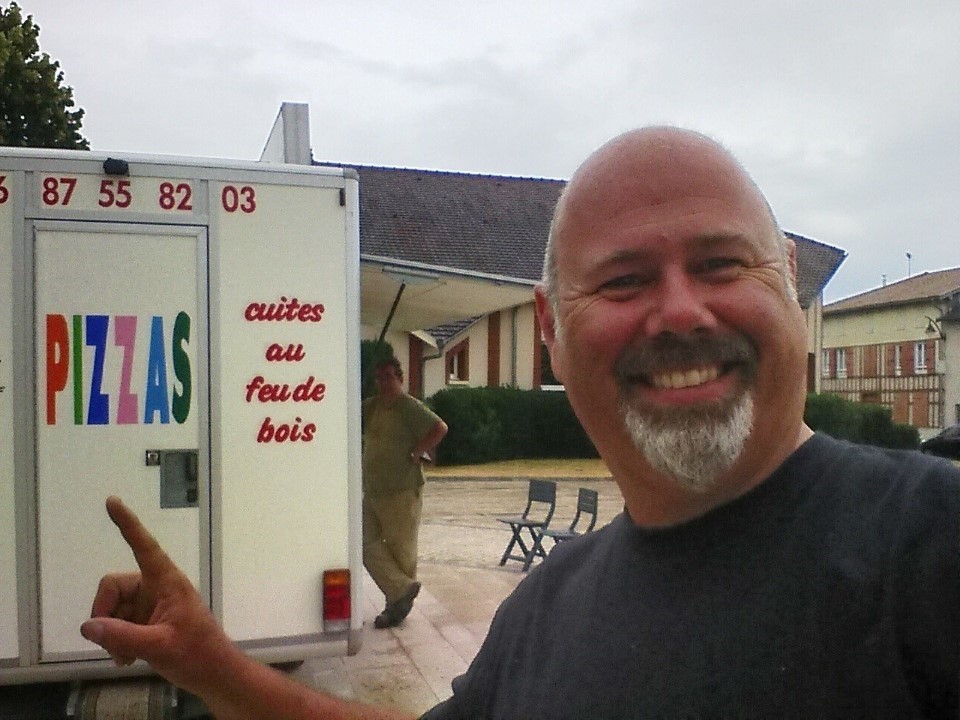 87 55 82 03
PIZZAS
cuites
au
feu de
bois